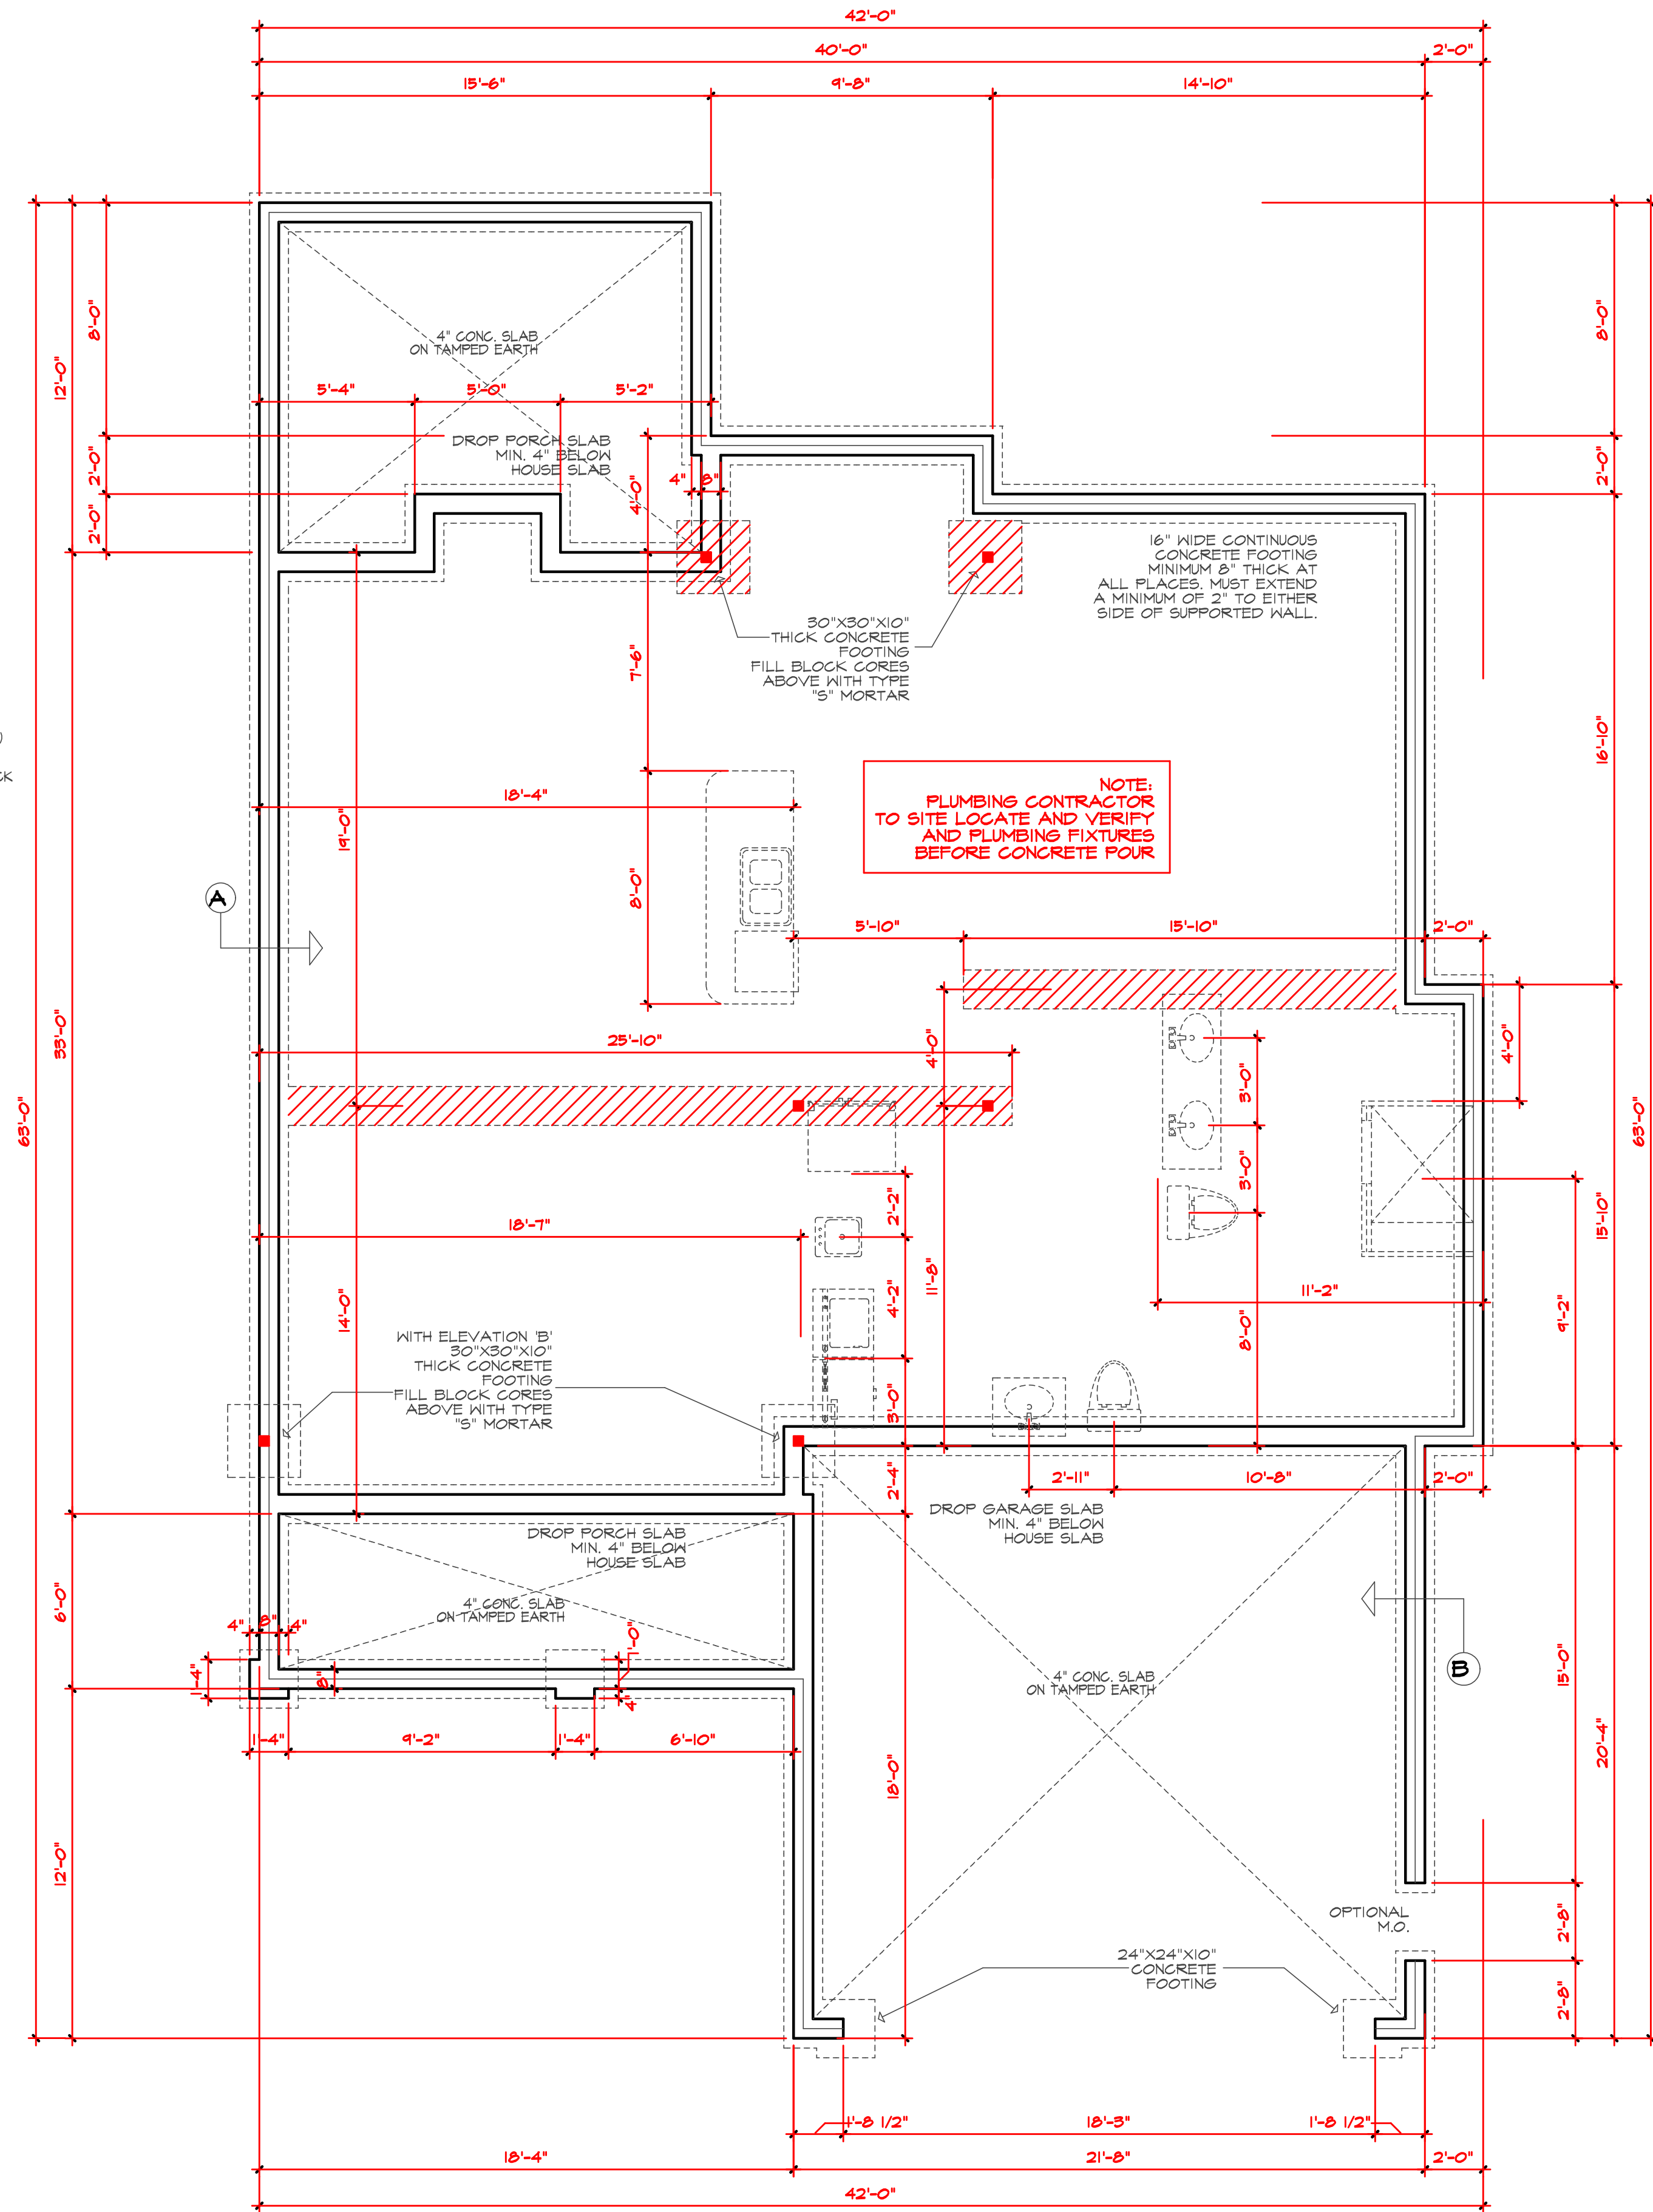 42'-0"
40'-0"
2'-0"
15'-6"
9'-8"
14'-10"
63'-0"
12'-0"
33'-0"
6'-0"
12'-0"
8'-0"
2'-0"
2'-0"
4" CONC. SLAB
ON TAMPED EARTH
5'-4"
5'-0"
5'-2"
DROP PORCH SLAB
MIN. 4" BELOW
HOUSE SLAB
4"
8"
4'-0"
7'-6"
8'-0"
30"X30"X10"
THICK CONCRETE
FOOTING
FILL BLOCK CORES
ABOVE WITH TYPE
"S" MORTAR
16" WIDE CONTINUOUS
CONCRETE FOOTING
MINIMUM 8" THICK AT
ALL PLACES. MUST EXTEND
A MINIMUM OF 2" TO EITHER
SIDE OF SUPPORTED WALL.
8'-0"
2'-0"
16'-10"
15'-10"
20'-4"
63'-0"
)
CK
NOTE:
PLUMBING CONTRACTOR
TO SITE LOCATE AND VERIFY
AND PLUMBING FIXTURES
BEFORE CONCRETE POUR
18'-4"
19'-0"
A
5'-10"
15'-10"
2'-0"
25'-10"
4'-0"
3'-0"
3'-0"
8'-0"
4'-0"
9'-2"
11'-2"
11'-8"
18'-7"
14'-0"
2'-2"
4'-2"
3'-0"
2'-4"
WITH ELEVATION 'B'
30"X30"X10"
THICK CONCRETE
FOOTING
FILL BLOCK CORES
ABOVE WITH TYPE
"S" MORTAR
2'-11"
10'-8"
2'-0"
DROP GARAGE SLAB
MIN. 4" BELOW
HOUSE SLAB
DROP PORCH SLAB
MIN. 4" BELOW
HOUSE SLAB
4" CONC. SLAB
ON TAMPED EARTH
4"
8"
4"
1'-4"
8"
1'-0"
4"
1'-4"
9'-2"
1'-4"
6'-10"
18'-0"
4" CONC. SLAB
ON TAMPED EARTH
B
15'-0"
OPTIONAL
M.O.
2'-8"
2'-8"
24"X24"X10"
CONCRETE
FOOTING
1'-8 1/2"
18'-3"
1'-8 1/2"
18'-4"
21'-8"
2'-0"
42'-0"